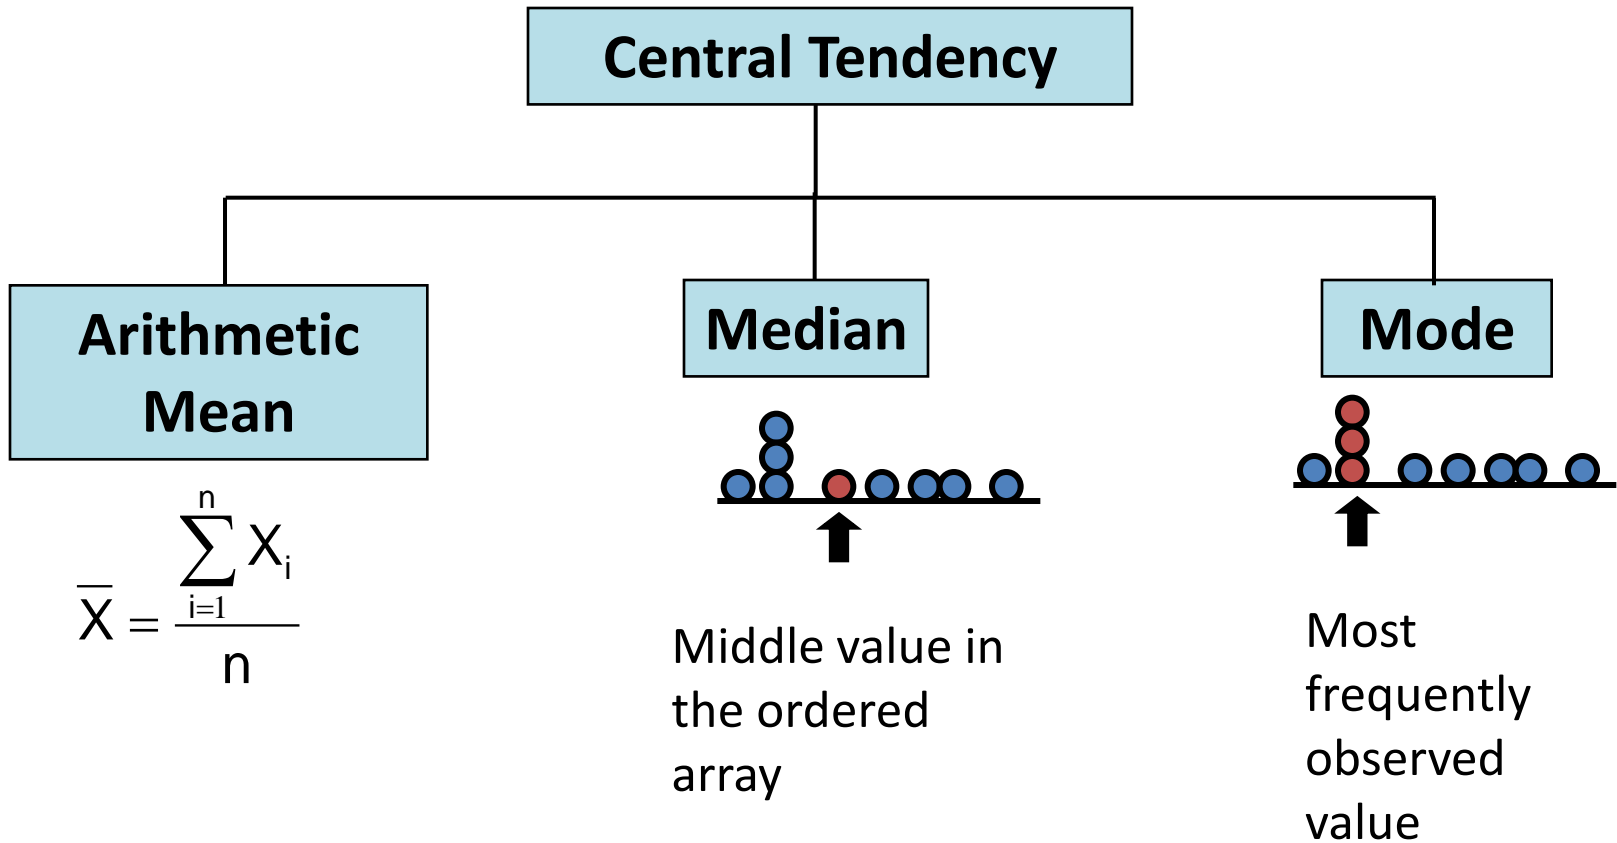 Central Tendency
Arithmetic
Mean
Median
Mode
n
∑ Xᵢ
i=1
X̅ =
n
Middle value in
the ordered
array
Most
frequently
observed
value